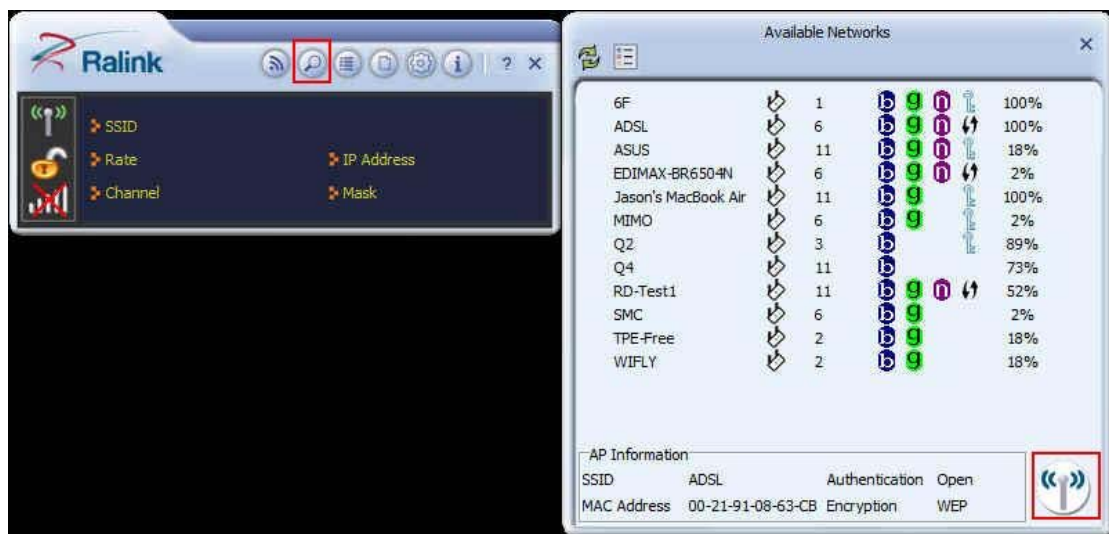 Ralink
? ×
SSID
Rate
IP Address
Channel
Mask
Available Networks
×
6F 1 b g n 100%
ADSL 6 b g n 100%
ASUS 11 b g n 18%
EDIMAX-BR6504N 6 b g n 2%
Jason's MacBook Air 11 b g 100%
MIMO 6 b g 2%
Q2 3 b 89%
Q4 11 b 73%
RD-Test1 11 b g n 52%
SMC 6 b g 2%
TPE-Free 2 b g 18%
WIFLY 2 b g 18%
AP Information
SSID ADSL Authentication Open
MAC Address 00-21-91-08-63-CB Encryption WEP